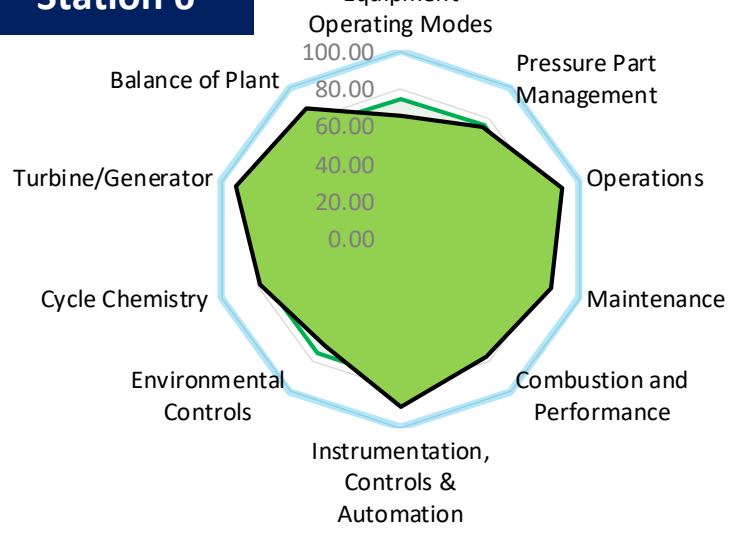 Station 6
Equipment
Operating Modes
100.00
80.00
60.00
40.00
20.00
0.00
Pressure Part
Management
Operations
Maintenance
Combustion and
Performance
Instrumentation,
Controls &
Automation
Environmental
Controls
Cycle Chemistry
Turbine/Generator
Balance of Plant